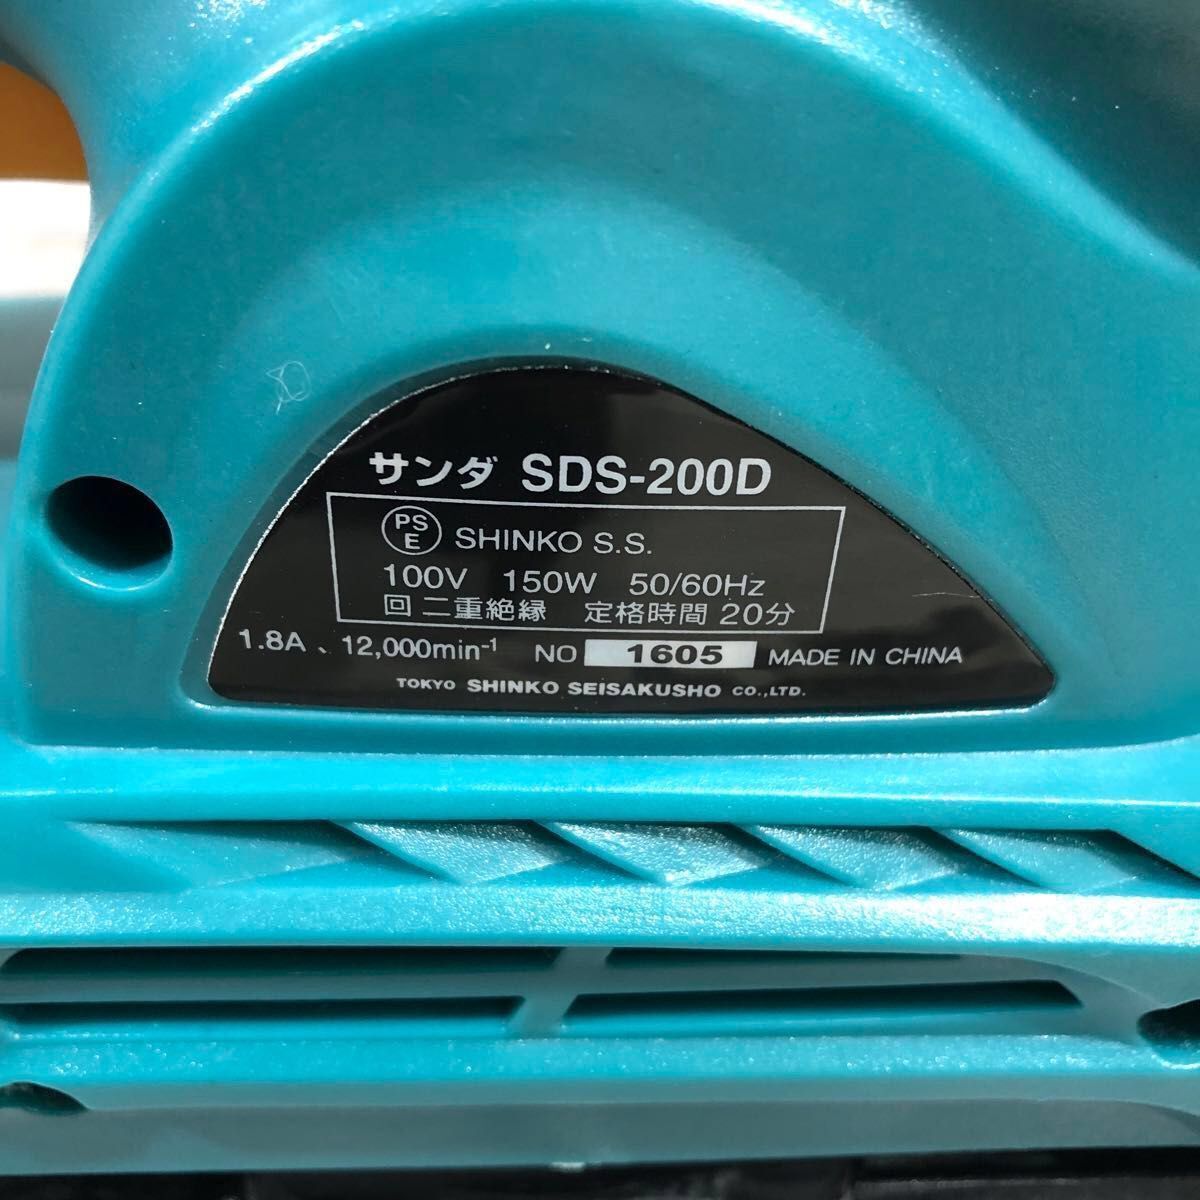 サンダ SDS-200D
PS
E SHINKO S.S.
100V 150W 50/60Hz
回 二重絶縁 定格時間 20分
1.8A、12,000min⁻¹ NO 1605 MADE IN CHINA
TOKYO SHINKO SEISAKUSHO CO.,LTD.